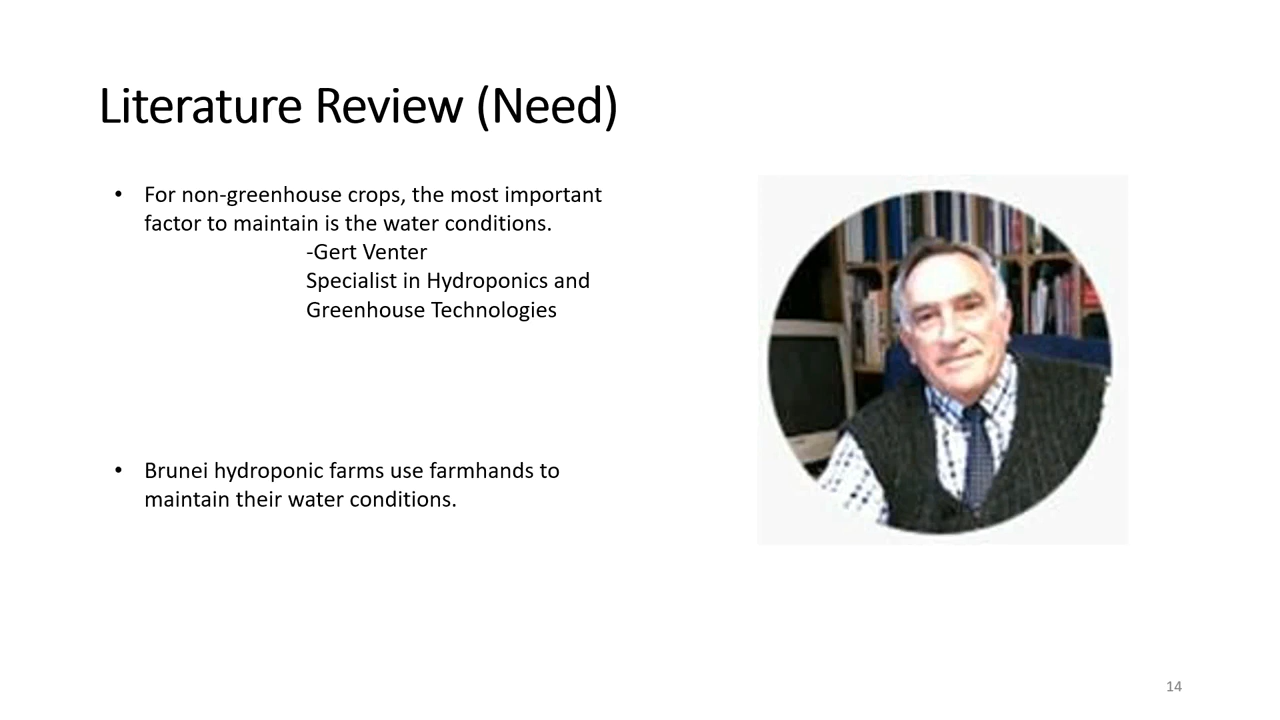 Literature Review (Need)
• For non-greenhouse crops, the most important
factor to maintain is the water conditions.
-Gert Venter
Specialist in Hydroponics and
Greenhouse Technologies
• Brunei hydroponic farms use farmhands to
maintain their water conditions.
14